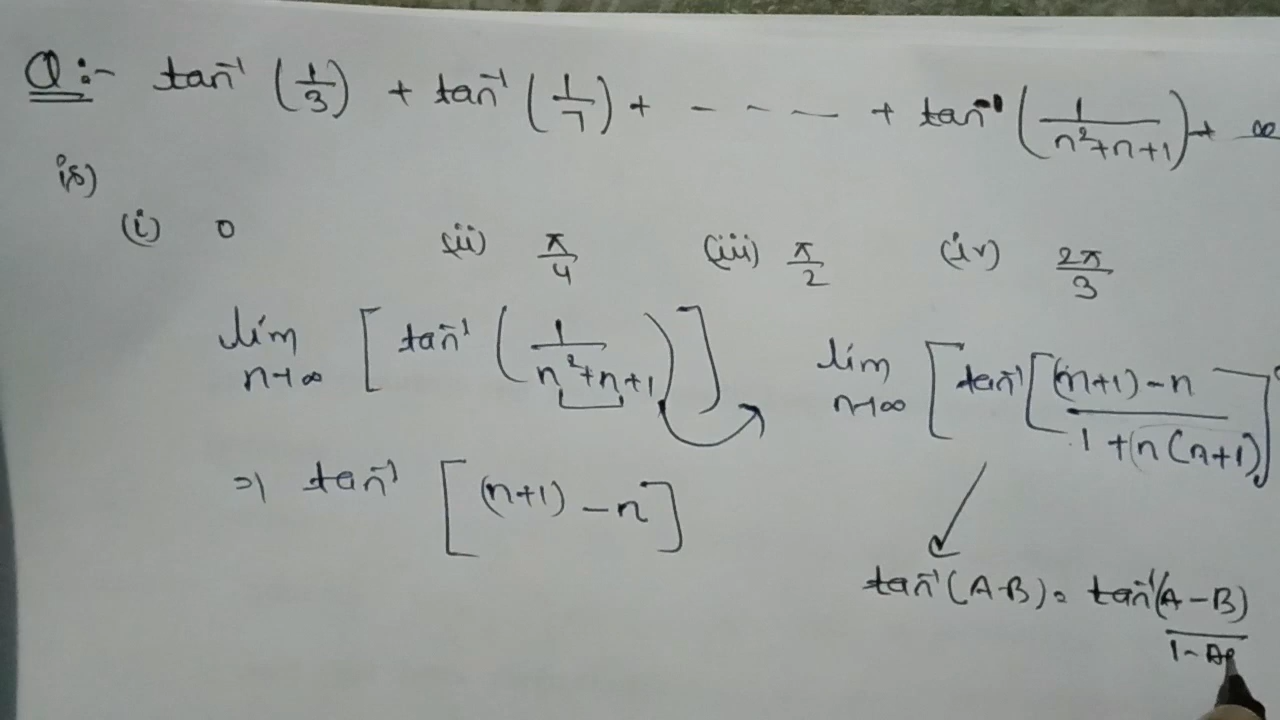 Q:- tan⁻¹ (1/3) + tan⁻¹ (1/7) + - - - + tan⁻¹ (1/(n²+n+1)) + ∞
is)
(i) 0 (ii) π/4 (iii) π/2 (iv) 2π/3
lim n→∞ [tan⁻¹ (1/(n²+n+1))] lim n→∞ [tan⁻¹ [((n+1)-n)/(1+(n(n+1))]
=) tan⁻¹ [(n+1) - n]
tan⁻¹(A-B) = tan⁻¹(A-B)/(1-AB